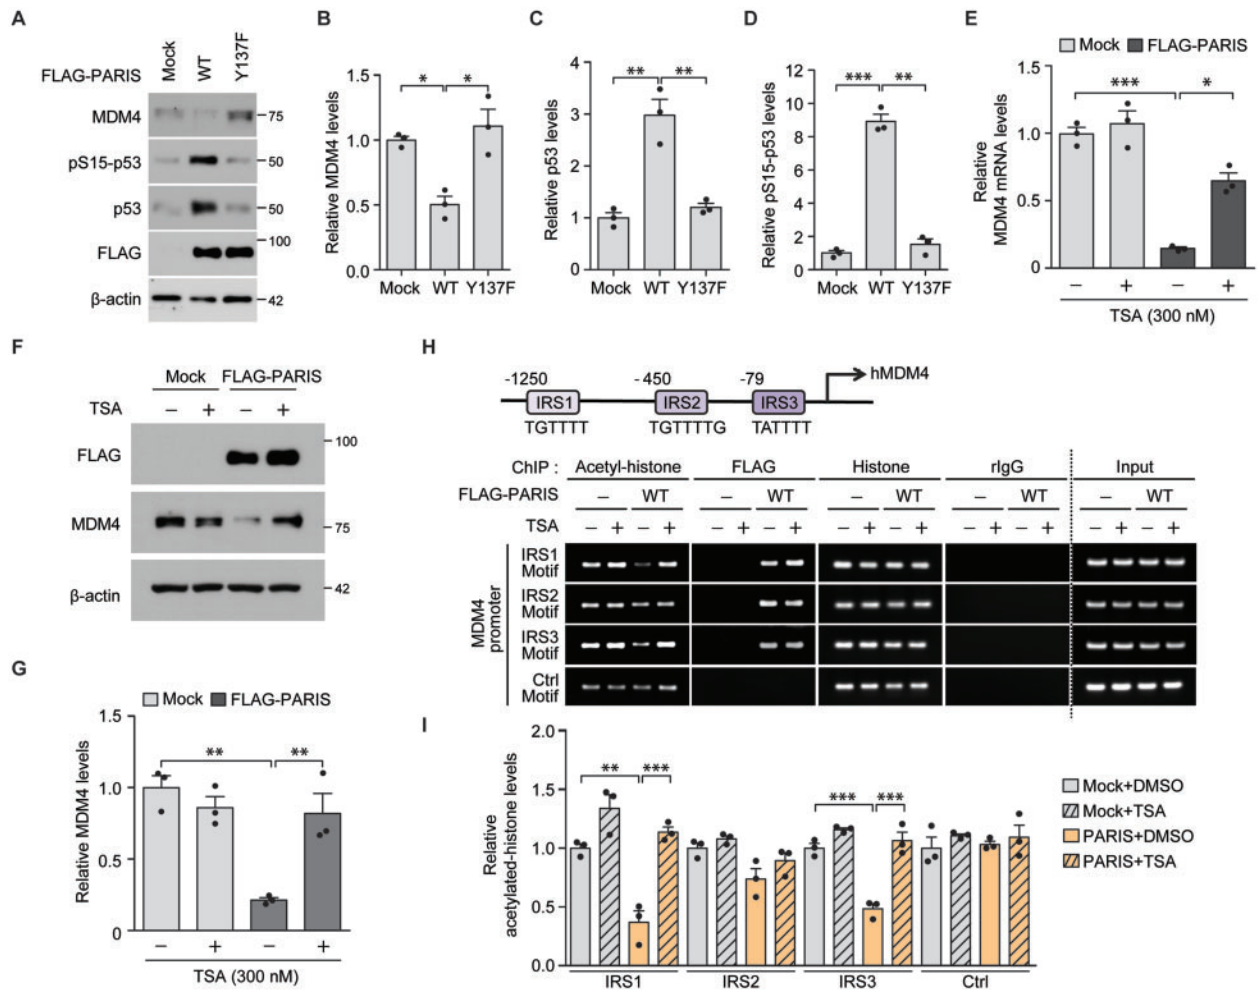 A
FLAG-PARIS
Mock
WT
Y137F
MDM4
75
pS15-p53
50
p53
50
FLAG
100
β-actin
42
B
Relative MDM4 levels
1.5
1.0
0.5
0.0
* *
Mock WT Y137F
C
Relative p53 levels
4
3
2
1
0
** **
Mock WT Y137F
D
Relative pS15-p53 levels
12
10
8
6
4
2
0
*** **
Mock WT Y137F
E
Mock FLAG-PARIS
Relative
MDM4 mRNA levels
1.5
1.0
0.5
0
*** *
– + – +
TSA (300 nM)
F
Mock FLAG-PARIS
TSA – + – +
FLAG
100
MDM4
75
β-actin
42
G
Mock FLAG-PARIS
Relative MDM4 levels
1.5
1.0
0.5
0
** **
– + – +
TSA (300 nM)
H
-1250 -450 -79 hMDM4
IRS1 IRS2 IRS3
TGTTTT TGTTTTG TATTTT
ChIP : Acetyl-histone FLAG Histone rIgG Input
FLAG-PARIS – WT – WT – WT – WT – WT
TSA – + – + – + – + – + – + – + – + – + – +
MDM4
promoter
IRS1
Motif
IRS2
Motif
IRS3
Motif
Ctrl
Motif
I
Relative
acetylated-histone levels
2.0
1.5
1.0
0.5
0.0
** *** *** ***
IRS1 IRS2 IRS3 Ctrl
Mock+DMSO
Mock+TSA
PARIS+DMSO
PARIS+TSA